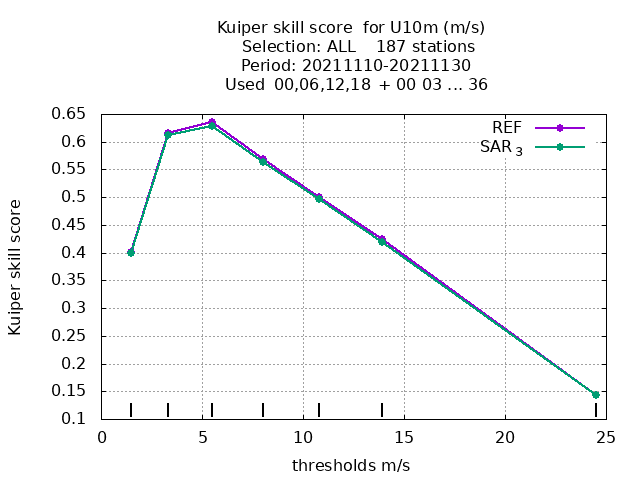 Kuiper skill score  for U10m (m/s)
Selection: ALL    187 stations
Period: 20211110-20211130
Used  00,06,12,18 + 00 03 ... 36
REF
SAR 3
0.65
0.6
0.55
0.5
0.45
0.4
0.35
0.3
0.25
0.2
0.15
0.1
Kuiper skill score
0 5 10 15 20 25
thresholds m/s